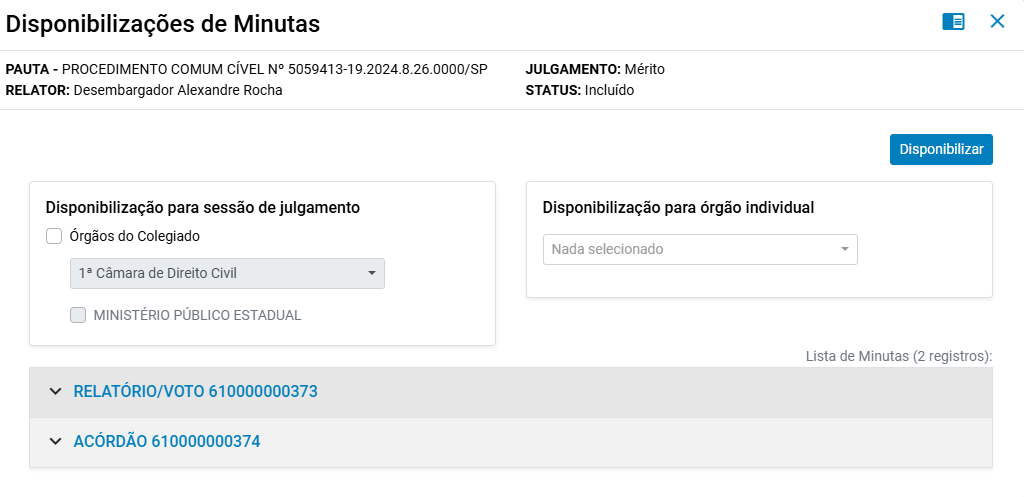 Disponibilizações de Minutas
PAUTA - PROCEDIMENTO COMUM CÍVEL Nº 5059413-19.2024.8.26.0000/SP
RELATOR: Desembargador Alexandre Rocha
JULGAMENTO: Mérito
STATUS: Incluído
Disponibilizar
Disponibilização para sessão de julgamento
Órgãos do Colegiado
1ª Câmara de Direito Civil
MINISTÉRIO PÚBLICO ESTADUAL
Disponibilização para órgão individual
Nada selecionado
Lista de Minutas (2 registros):
RELATÓRIO/VOTO 610000000373
ACÓRDÃO 610000000374